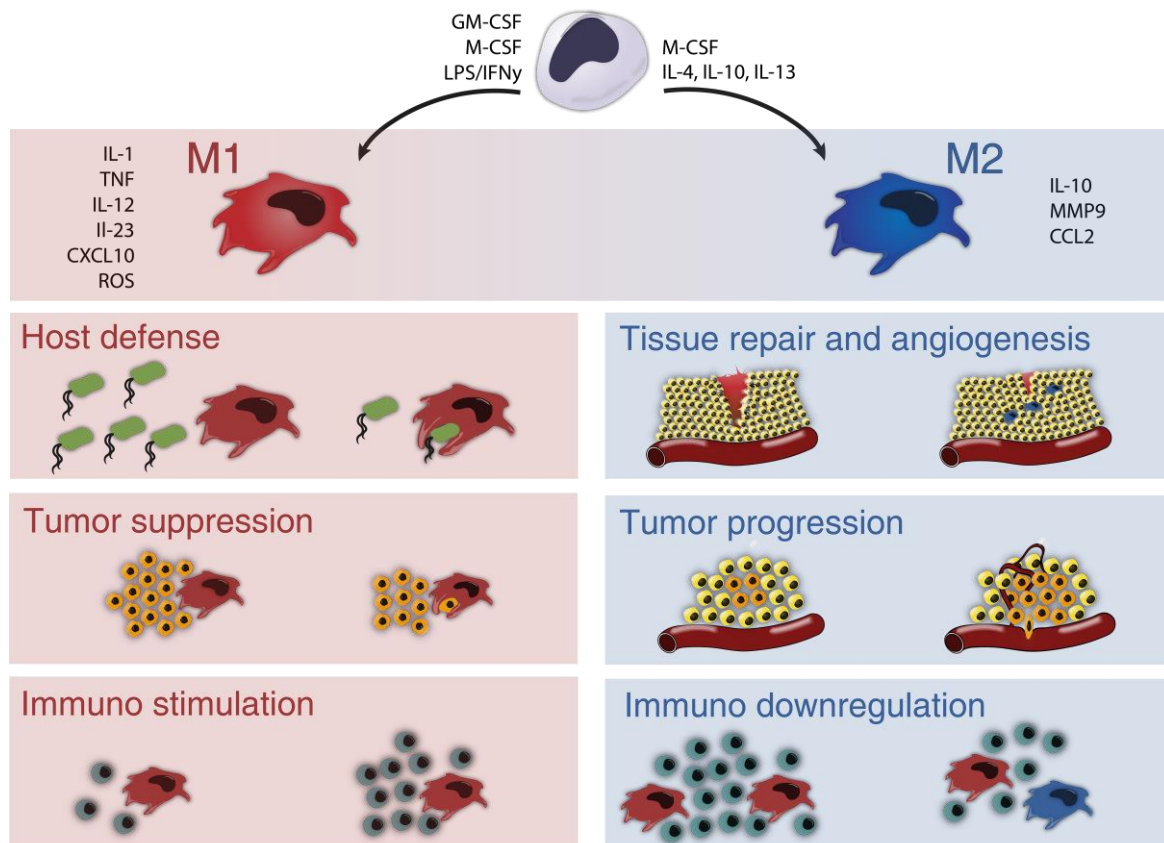 GM-CSF
M-CSF
LPS/IFNy
M-CSF
IL-4, IL-10, IL-13
M1
IL-1
TNF
IL-12
Il-23
CXCL10
ROS
M2
IL-10
MMP9
CCL2
Host defense
Tissue repair and angiogenesis
Tumor suppression
Tumor progression
Immuno stimulation
Immuno downregulation